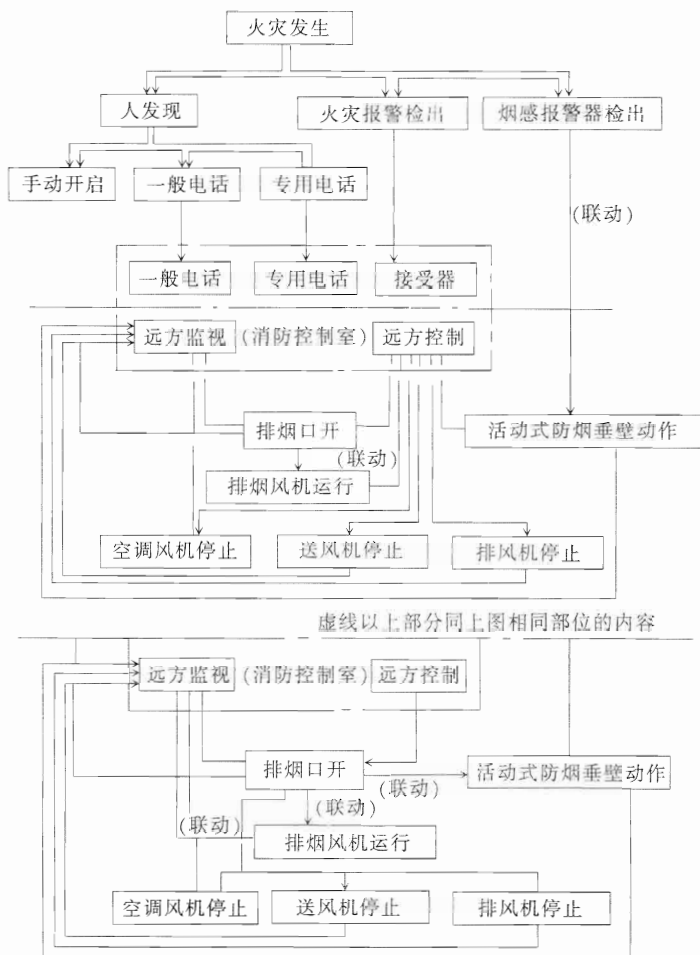 火灾发生
人发现
火灾报警检出
烟感报警器检出
手动开启
一般电话
专用电话
(联动)
一般电话
专用电话
接受器
远方监视
(消防控制室)
远方控制
排烟口开
活动式防烟垂壁动作
(联动)
排烟风机运行
空调风机停止
送风机停止
排风机停止
虚线以上部分同上图相同部位的内容
远方监视
(消防控制室)
远方控制
排烟口开
活动式防烟垂壁动作
(联动)
(联动)
(联动)
排烟风机运行
空调风机停止
送风机停止
排风机停止